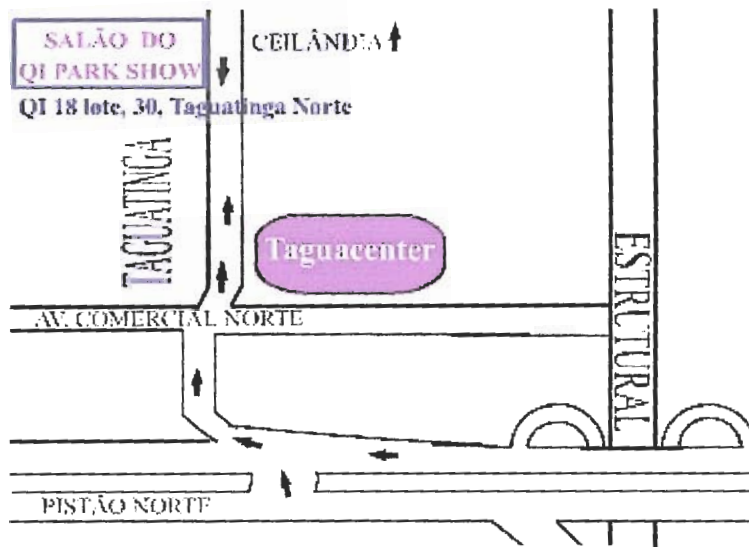 SALÃO DO
QI PARK SHOW
CEILÂNDIA
QI 18 lote, 30, Taguatinga Norte
TAGUATINGA
Taguacenter
ESTRUTURAL
AV. COMERCIAL NORTE
PISTÃO NORTE